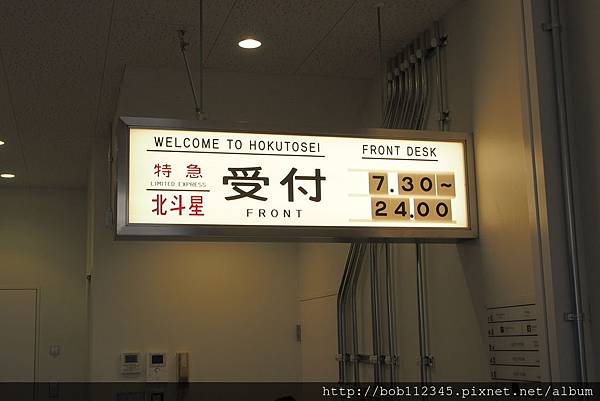 WELCOME TO HOKUTOSEI
特急
LIMITED EXPRESS
北斗星
受付
FRONT
FRONT DESK
7.30~
24.00
http://bob112345.pixnet.net/album